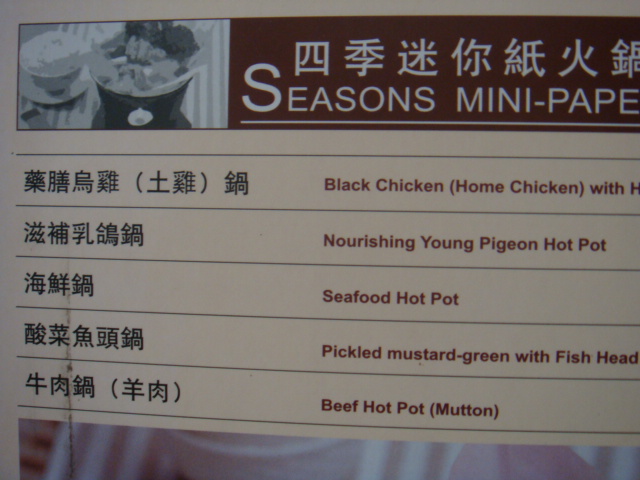 四季迷你紙火鍋
SEASONS MINI-PAPE
藥膳烏雞（土雞）鍋
Black Chicken (Home Chicken) with H
滋補乳鴿鍋
Nourishing Young Pigeon Hot Pot
海鮮鍋
Seafood Hot Pot
酸菜魚頭鍋
Pickled mustard-green with Fish Head
牛肉鍋（羊肉）
Beef Hot Pot (Mutton)